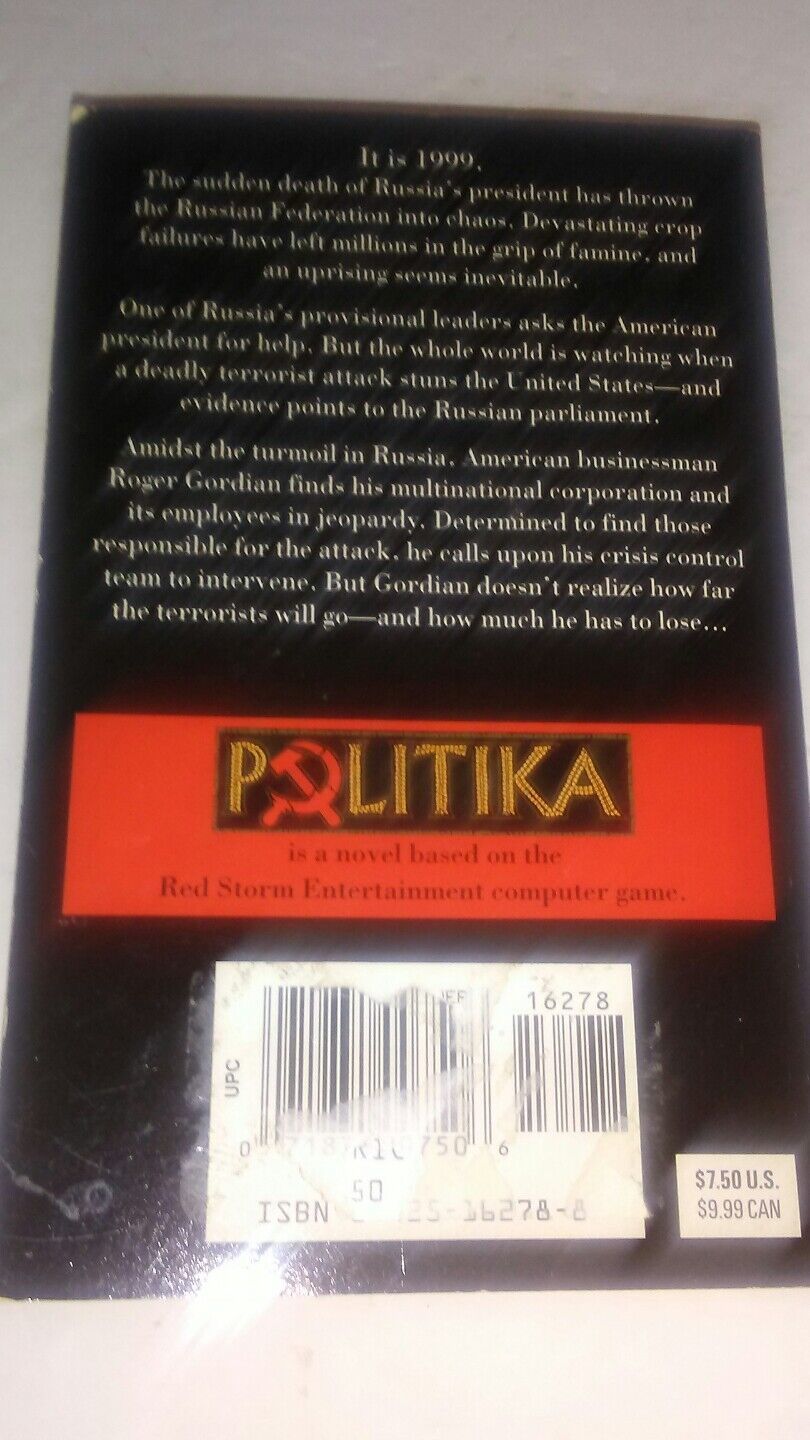 It is 1999.
The sudden death of Russia's president has thrown
the Russian Federation into chaos. Devastating crop
failures have left millions in the grip of famine, and
an uprising seems inevitable.
One of Russia's provisional leaders asks the American
president for help. But the whole world is watching when
a deadly terrorist attack stuns the United States—and
evidence points to the Russian parliament.
Amidst the turmoil in Russia, American businessman
Roger Gordian finds his multinational corporation and
its employees in jeopardy. Determined to find those
responsible for the attack, he calls upon his crisis control
team to intervene. But Gordian doesn't realize how far
the terrorists will go—and how much he has to lose...
POLITIKA
is a novel based on the
Red Storm Entertainment computer game.
16278
UPC
0 750 6
50
ISBN 16278-8
$7.50 U.S.
$9.99 CAN